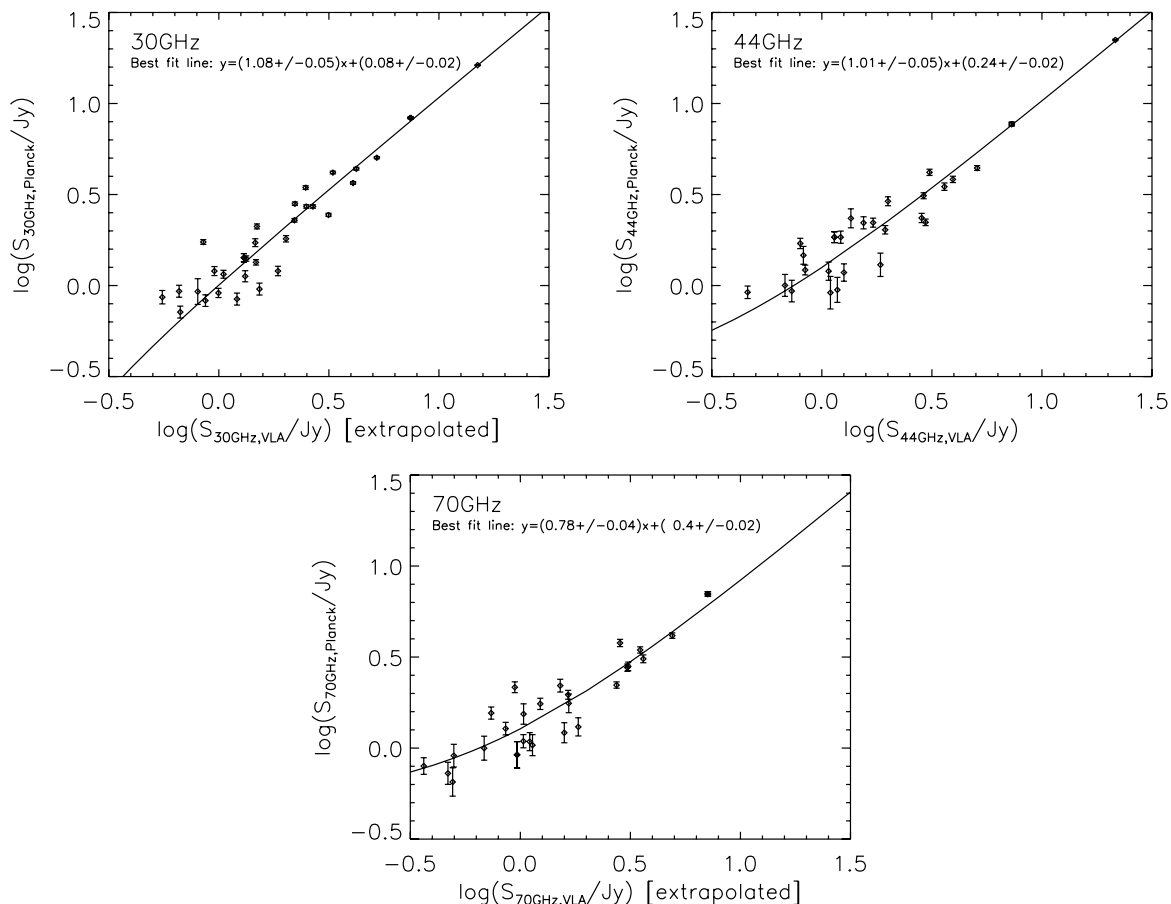 30GHz
Best fit line: y=(1.08+/-0.05)x+(0.08+/-0.02)
log(S30GHz,Planck/Jy)
1.5
1.0
0.5
0.0
-0.5
-0.5 0.0 0.5 1.0 1.5
log(S30GHz,VLA/Jy) [extrapolated]
44GHz
Best fit line: y=(1.01+/-0.05)x+(0.24+/-0.02)
log(S44GHz,Planck/Jy)
1.5
1.0
0.5
0.0
-0.5
-0.5 0.0 0.5 1.0 1.5
log(S44GHz,VLA/Jy)
70GHz
Best fit line: y=(0.78+/-0.04)x+( 0.4+/-0.02)
log(S70GHz,Planck/Jy)
1.5
1.0
0.5
0.0
-0.5
-0.5 0.0 0.5 1.0 1.5
log(S70GHz,VLA/Jy) [extrapolated]